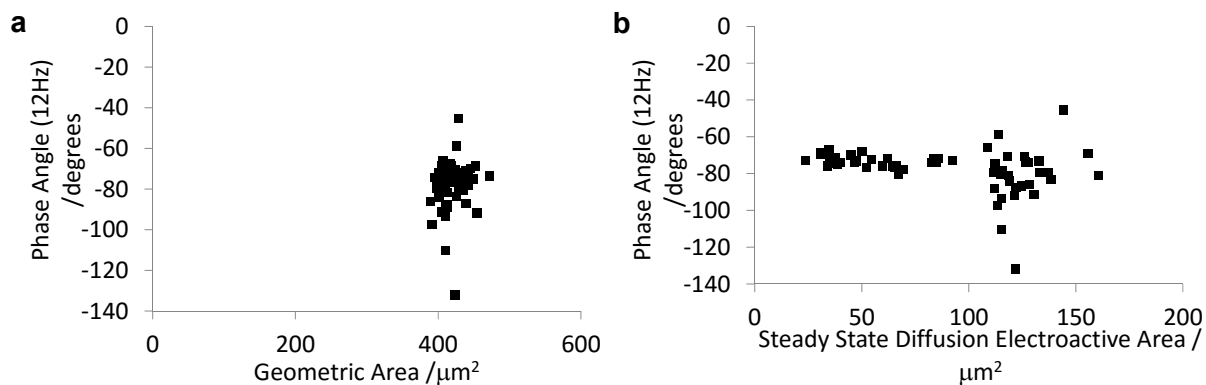 a
0
-20
-40
-60
-80
-100
-120
-140
0
200
400
600
Phase Angle (12Hz)
/degrees
Geometric Area /μm²
b
0
-20
-40
-60
-80
-100
-120
-140
0
50
100
150
200
Phase Angle (12Hz)
/degrees
Steady State Diffusion Electroactive Area /
μm²